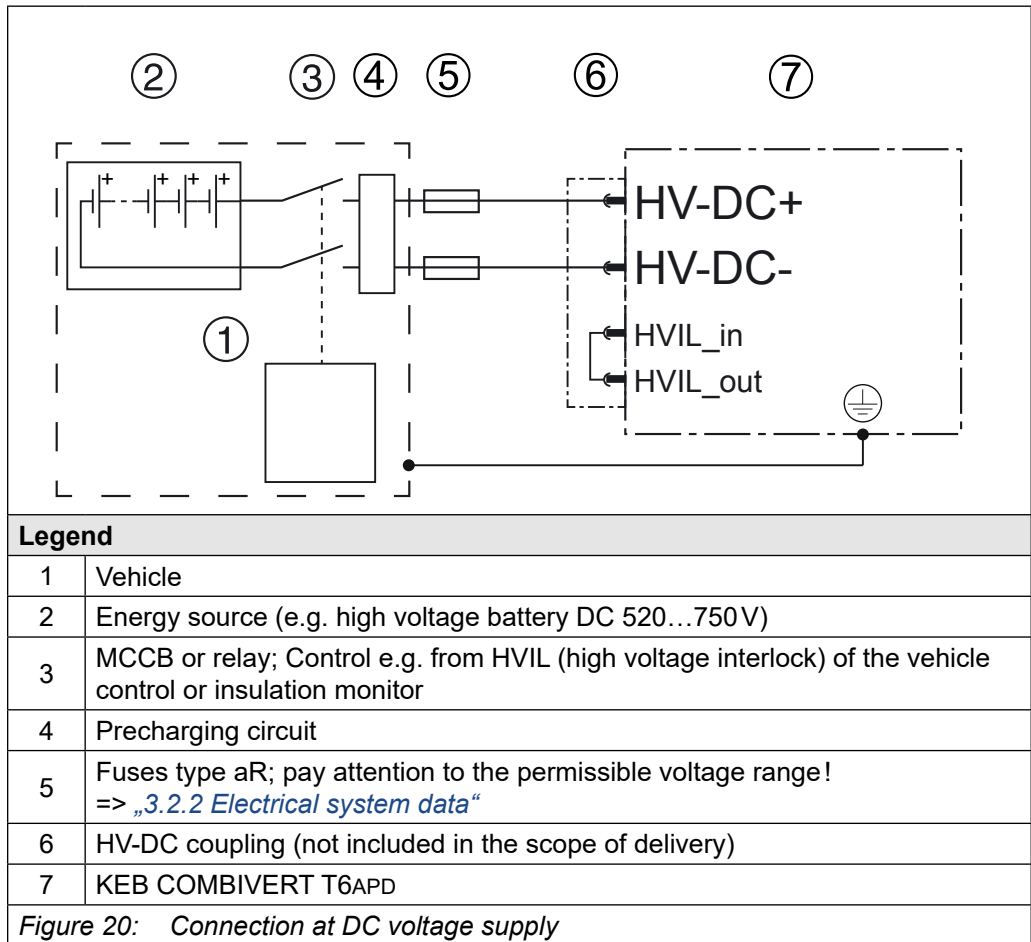 ② ③ ④ ⑤ ⑥ ⑦
+ + + +
HV-DC+
HV-DC-
①
HVIL_in
HVIL_out
Legend
1 Vehicle
2 Energy source (e.g. high voltage battery DC 520…750 V)
3 MCCB or relay; Control e.g. from HVIL (high voltage interlock) of the vehicle
control or insulation monitor
4 Precharging circuit
5 Fuses type aR; pay attention to the permissible voltage range!
=> „3.2.2 Electrical system data“
6 HV-DC coupling (not included in the scope of delivery)
7 KEB COMBIVERT T6APD
Figure 20: Connection at DC voltage supply